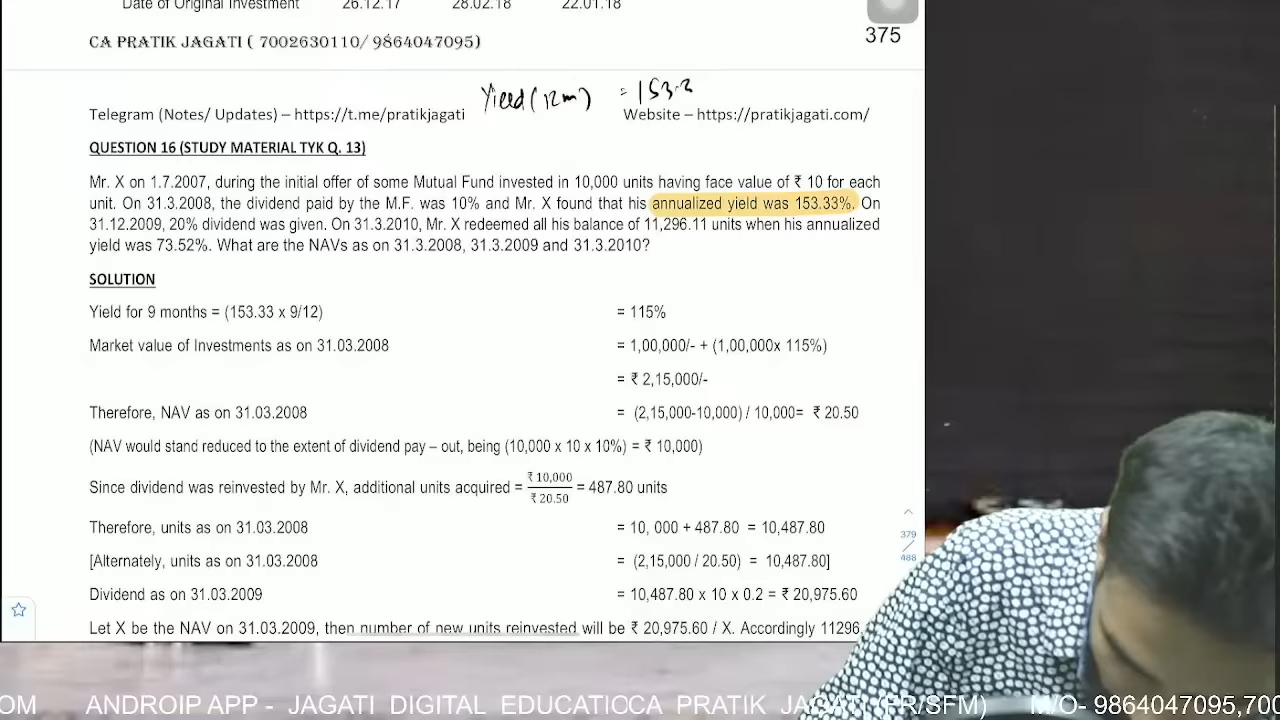 Date of Original Investment 26.12.17 28.02.18 22.01.18
CA PRATIK JAGATI ( 7002630110/ 9864047095)
375
Yield (12m) = 153.3
Telegram (Notes/ Updates) – https://t.me/pratikjagati Website – https://pratikjagati.com/
QUESTION 16 (STUDY MATERIAL TYK Q. 13)
Mr. X on 1.7.2007, during the initial offer of some Mutual Fund invested in 10,000 units having face value of ₹ 10 for each
unit. On 31.3.2008, the dividend paid by the M.F. was 10% and Mr. X found that his annualized yield was 153.33%. On
31.12.2009, 20% dividend was given. On 31.3.2010, Mr. X redeemed all his balance of 11,296.11 units when his annualized
yield was 73.52%. What are the NAVs as on 31.3.2008, 31.3.2009 and 31.3.2010?
SOLUTION
Yield for 9 months = (153.33 x 9/12) = 115%
Market value of Investments as on 31.03.2008 = 1,00,000/- + (1,00,000x 115%)
= ₹ 2,15,000/-
Therefore, NAV as on 31.03.2008 = (2,15,000-10,000) / 10,000= ₹ 20.50
(NAV would stand reduced to the extent of dividend pay – out, being (10,000 x 10 x 10%) = ₹ 10,000)
Since dividend was reinvested by Mr. X, additional units acquired = ₹ 10,000 / ₹ 20.50 = 487.80 units
Therefore, units as on 31.03.2008 = 10, 000 + 487.80 = 10,487.80
379
/
488
[Alternately, units as on 31.03.2008 = (2,15,000 / 20.50) = 10,487.80]
Dividend as on 31.03.2009 = 10,487.80 x 10 x 0.2 = ₹ 20,975.60
Let X be the NAV on 31.03.2009, then number of new units reinvested will be ₹ 20,975.60 / X. Accordingly 11296
OM ANDROIP APP - JAGATI DIGITAL EDUCATIOCA PRATIK JAGATI (FR/SFM) M/O- 9864047095,700